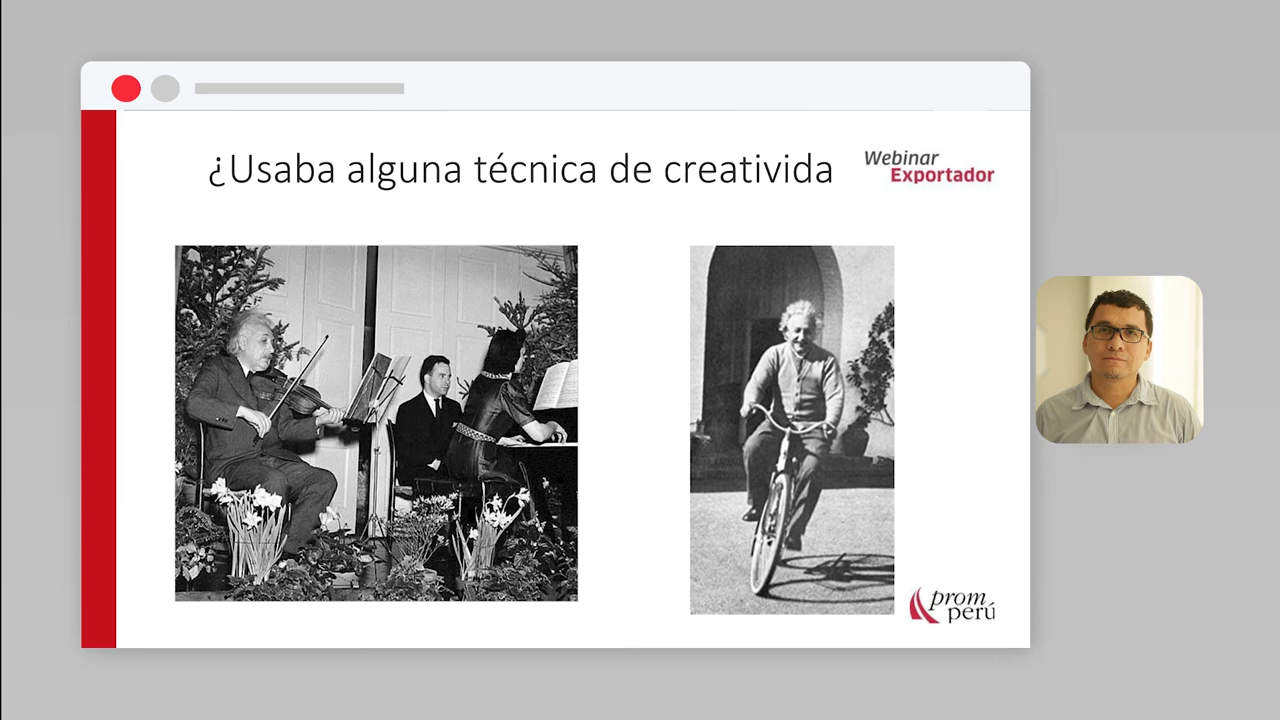 ¿Usaba alguna técnica de creativida
Webinar
Exportador
prom
perú